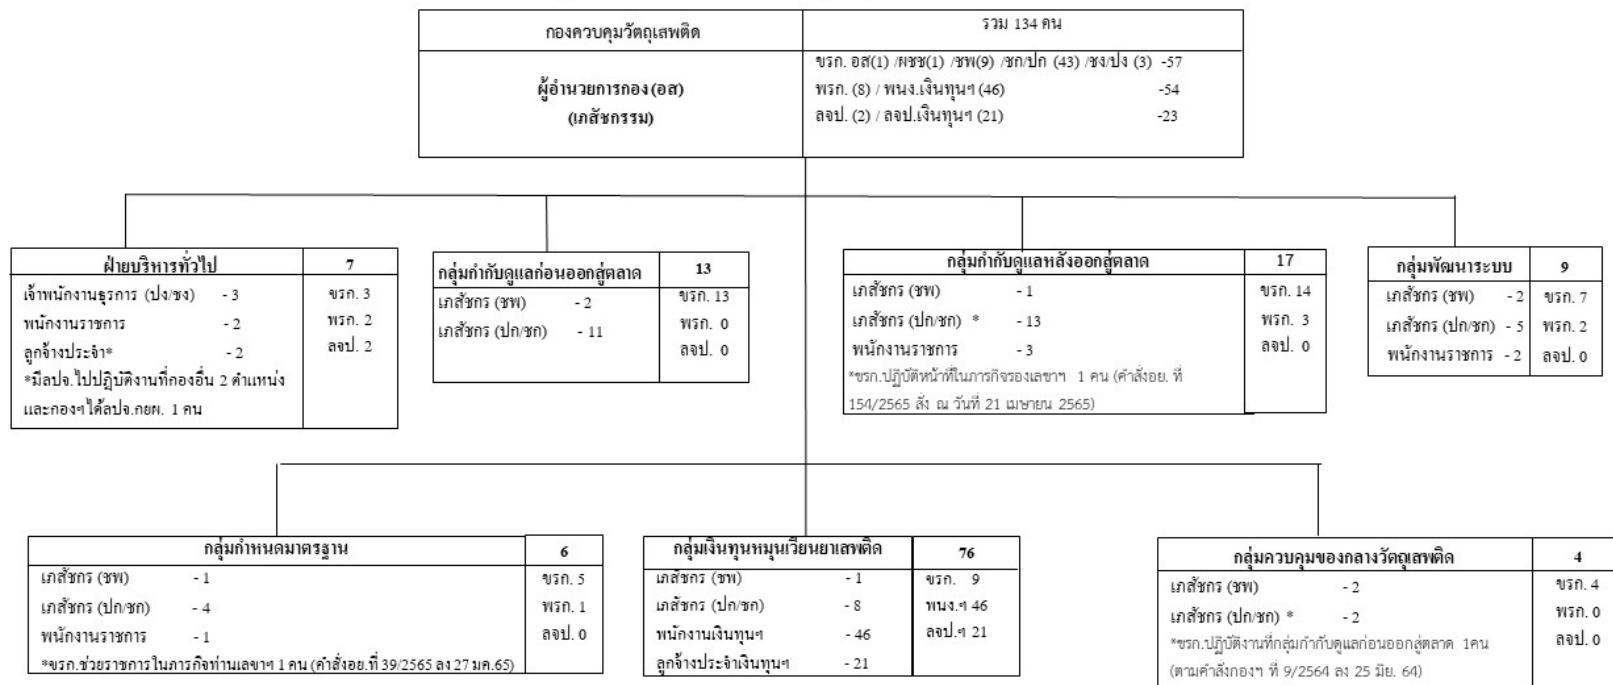 กองควบคุมวัตถุเสพติด
รวม 134 คน
ผู้อำนวยการกอง (อส)
(เภสัชกรรม)
ขรก. อส(1) /ผชช(1) /ชพ(9) /ชก/ปก (43) /ชง/ปง (3) -57
พรก. (8) / พนง.เงินทุนฯ (46) -54
ลจป. (2) / ลจป.เงินทุนฯ (21) -23
ฝ่ายบริหารทั่วไป 7
เจ้าพนักงานธุรการ (ปง/ชง) - 3 ขรก. 3
พนักงานราชการ - 2 พรก. 2
ลูกจ้างประจำ* - 2 ลจป. 2
*มีลปจ.ไปปฏิบัติงานที่กองอื่น 2 ตำแหน่ง
และกองฯได้ลปจ.กยผ. 1 คน
กลุ่มกำกับดูแลก่อนออกสู่ตลาด 13
เภสัชกร (ชพ) - 2 ขรก. 13
เภสัชกร (ปก/ชก) - 11 พรก. 0
ลจป. 0
กลุ่มกำกับดูแลหลังออกสู่ตลาด 17
เภสัชกร (ชพ) - 1 ขรก. 14
เภสัชกร (ปก/ชก) * - 13 พรก. 3
พนักงานราชการ - 3 ลจป. 0
*ขรก.ปฏิบัติหน้าที่ในภารกิจรองเลขาฯ 1 คน (คำสั่งอย. ที่
154/2565 สั่ง ณ วันที่ 21 เมษายน 2565)
กลุ่มพัฒนาระบบ 9
เภสัชกร (ชพ) - 2 ขรก. 7
เภสัชกร (ปก/ชก) - 5 พรก. 2
พนักงานราชการ - 2 ลจป. 0
กลุ่มกำหนดมาตรฐาน 6
เภสัชกร (ชพ) - 1 ขรก. 5
เภสัชกร (ปก/ชก) - 4 พรก. 1
พนักงานราชการ - 1 ลจป. 0
*ขรก.ช่วยราชการในภารกิจท่านเลขาฯ 1 คน (คำสั่งอย.ที่ 39/2565 ลง 27 มค.65)
กลุ่มเงินทุนหมุนเวียนยาเสพติด 76
เภสัชกร (ชพ) - 1 ขรก. 9
เภสัชกร (ปก/ชก) - 8 พนง.ฯ 46
พนักงานเงินทุนฯ - 46 ลจป.ฯ 21
ลูกจ้างประจำเงินทุนฯ - 21
กลุ่มควบคุมของกลางวัตถุเสพติด 4
เภสัชกร (ชพ) - 2 ขรก. 4
เภสัชกร (ปก/ชก) * - 2 พรก. 0
ลจป. 0
*ขรก.ปฏิบัติงานที่กลุ่มกำกับดูแลก่อนออกสู่ตลาด 1คน
(ตามคำสั่งกองฯ ที่ 9/2564 ลง 25 มิย. 64)